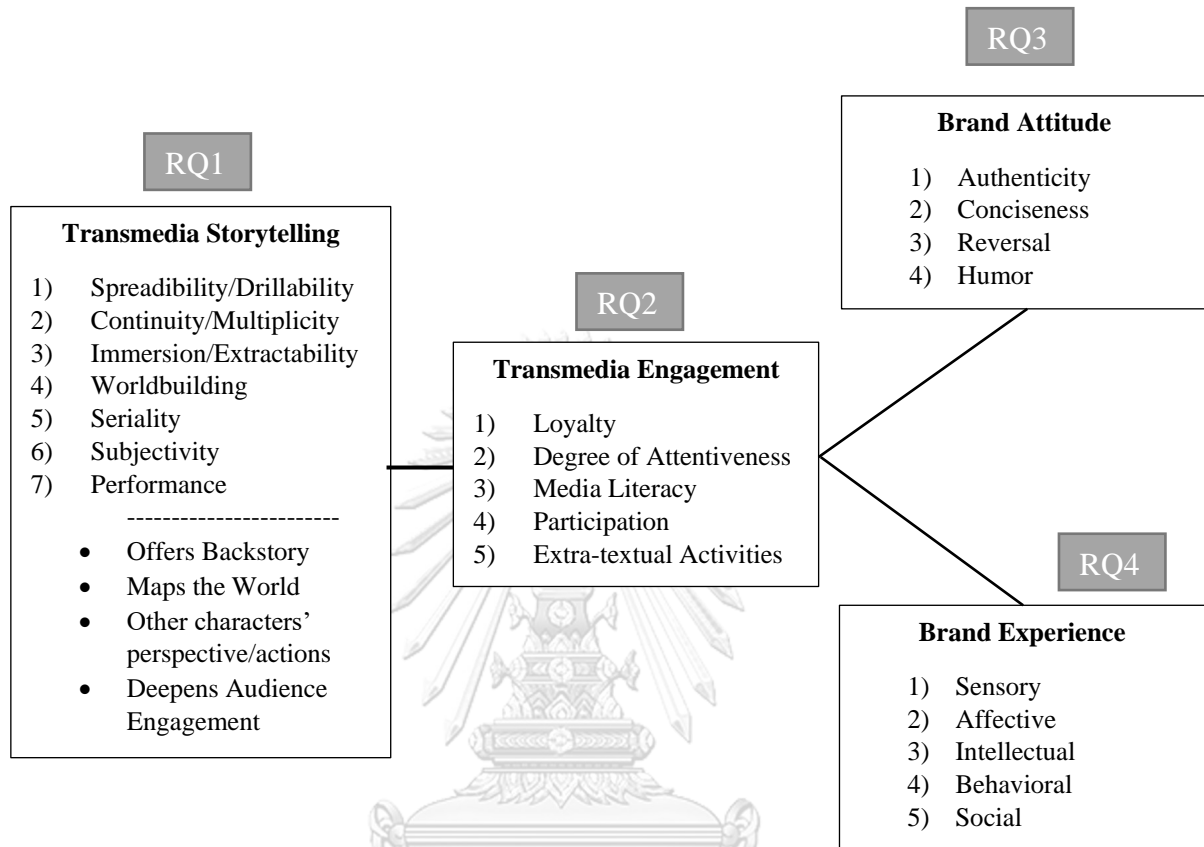 RQ1
Transmedia Storytelling
1) Spreadibility/Drillability
2) Continuity/Multiplicity
3) Immersion/Extractability
4) Worldbuilding
5) Seriality
6) Subjectivity
7) Performance
------------------------
• Offers Backstory
• Maps the World
• Other characters’
perspective/actions
• Deepens Audience
Engagement
RQ2
Transmedia Engagement
1) Loyalty
2) Degree of Attentiveness
3) Media Literacy
4) Participation
5) Extra-textual Activities
RQ3
Brand Attitude
1) Authenticity
2) Conciseness
3) Reversal
4) Humor
RQ4
Brand Experience
1) Sensory
2) Affective
3) Intellectual
4) Behavioral
5) Social